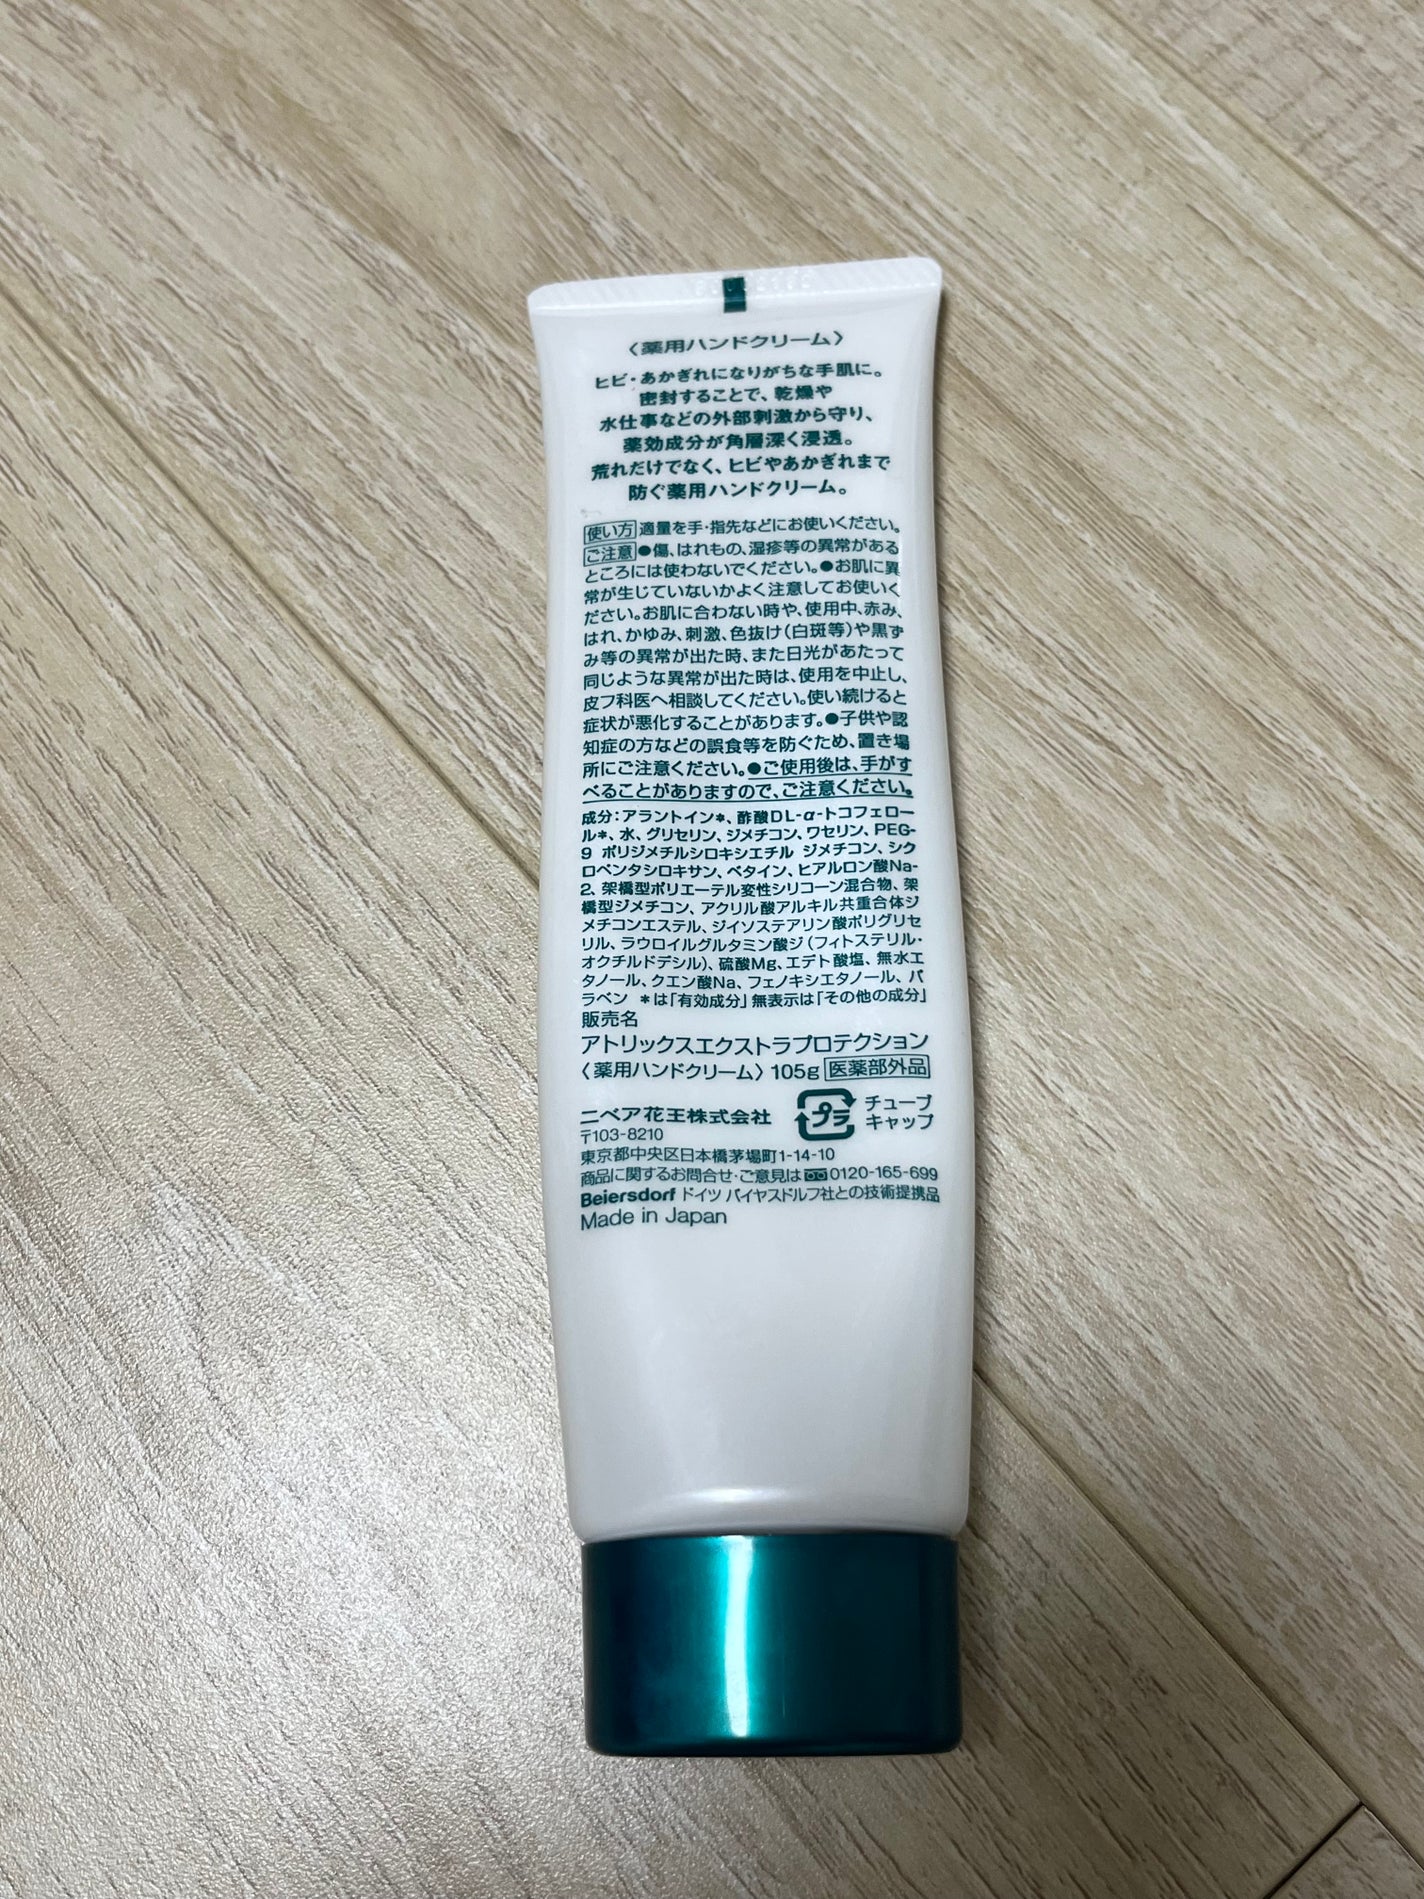 〈薬用ハンドクリーム〉
ヒビ・あかぎれになりがちな手肌に。
密封することで、乾燥や
水仕事などの外部刺激から守り、
薬効成分が角層深く浸透。
荒れだけでなく、ヒビやあかぎれまで
防ぐ薬用ハンドクリーム。
使い方 適量を手・指先などにお使いください。
ご注意 ●傷、はれもの、湿疹等の異常がある
ところには使わないでください。●お肌に異
常が生じていないかよく注意してお使いく
ださい。お肌に合わない時や、使用中、赤み、
はれ、かゆみ、刺激、色抜け(白斑等)や黒ず
み等の異常が出た時、また日光があたって
同じような異常が出た時は、使用を中止し、
皮フ科医へ相談してください。使い続けると
症状が悪化することがあります。●子供や認
知症の方などの誤食等を防ぐため、置き場
所にご注意ください。●ご使用後は、手がす
べることがありますので、ご注意ください。
成分:アラントイン*、酢酸DL-α-トコフェロー
ル*、水、グリセリン、ジメチコン、ワセリン、PEG-
9 ポリジメチルシロキシエチル ジメチコン、シク
ロペンタシロキサン、ベタイン、ヒアルロン酸Na-
2、架橋型ポリエーテル変性シリコーン混合物、架
橋型ジメチコン、アクリル酸アルキル共重合体ジ
メチコンエステル、ジイソステアリン酸ポリグリセ
リル、ラウロイルグルタミン酸ジ(フィトステリル・
オクチルドデシル)、硫酸Mg、エデト酸塩、無水エ
タノール、クエン酸Na、フェノキシエタノール、パ
ラベン *は「有効成分」無表示は「その他の成分」
販売名
アトリックスエクストラプロテクション
〈薬用ハンドクリーム〉105g 医薬部外品
ニベア花王株式会社 プラ チューブ
キャップ
〒103-8210
東京都中央区日本橋茅場町1-14-10
商品に関するお問合せ・ご意見は 0120-165-699
Beiersdorf ドイツ バイヤスドルフ社との技術提携品
Made in Japan